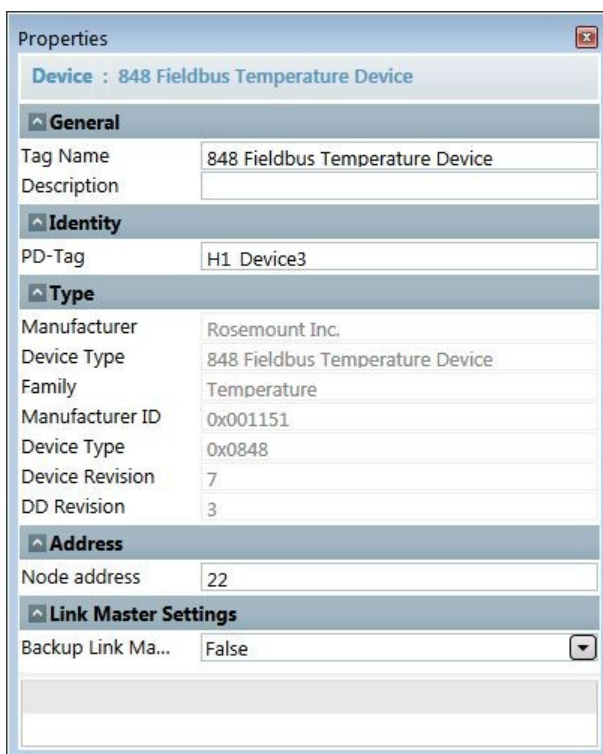 Properties
Device : 848 Fieldbus Temperature Device
General
Tag Name 848 Fieldbus Temperature Device
Description
Identity
PD-Tag H1_Device3
Type
Manufacturer Rosemount Inc.
Device Type 848 Fieldbus Temperature Device
Family Temperature
Manufacturer ID 0x001151
Device Type 0x0848
Device Revision 7
DD Revision 3
Address
Node address 22
Link Master Settings
Backup Link Ma... False